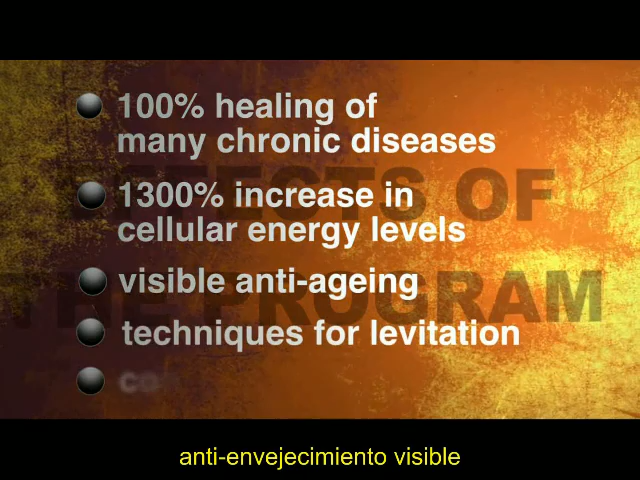 100% healing of
many chronic diseases
1300% increase in
cellular energy levels
visible anti-ageing
techniques for levitation
EFFECTS OF
THE PROGRAM
anti-envejecimiento visible